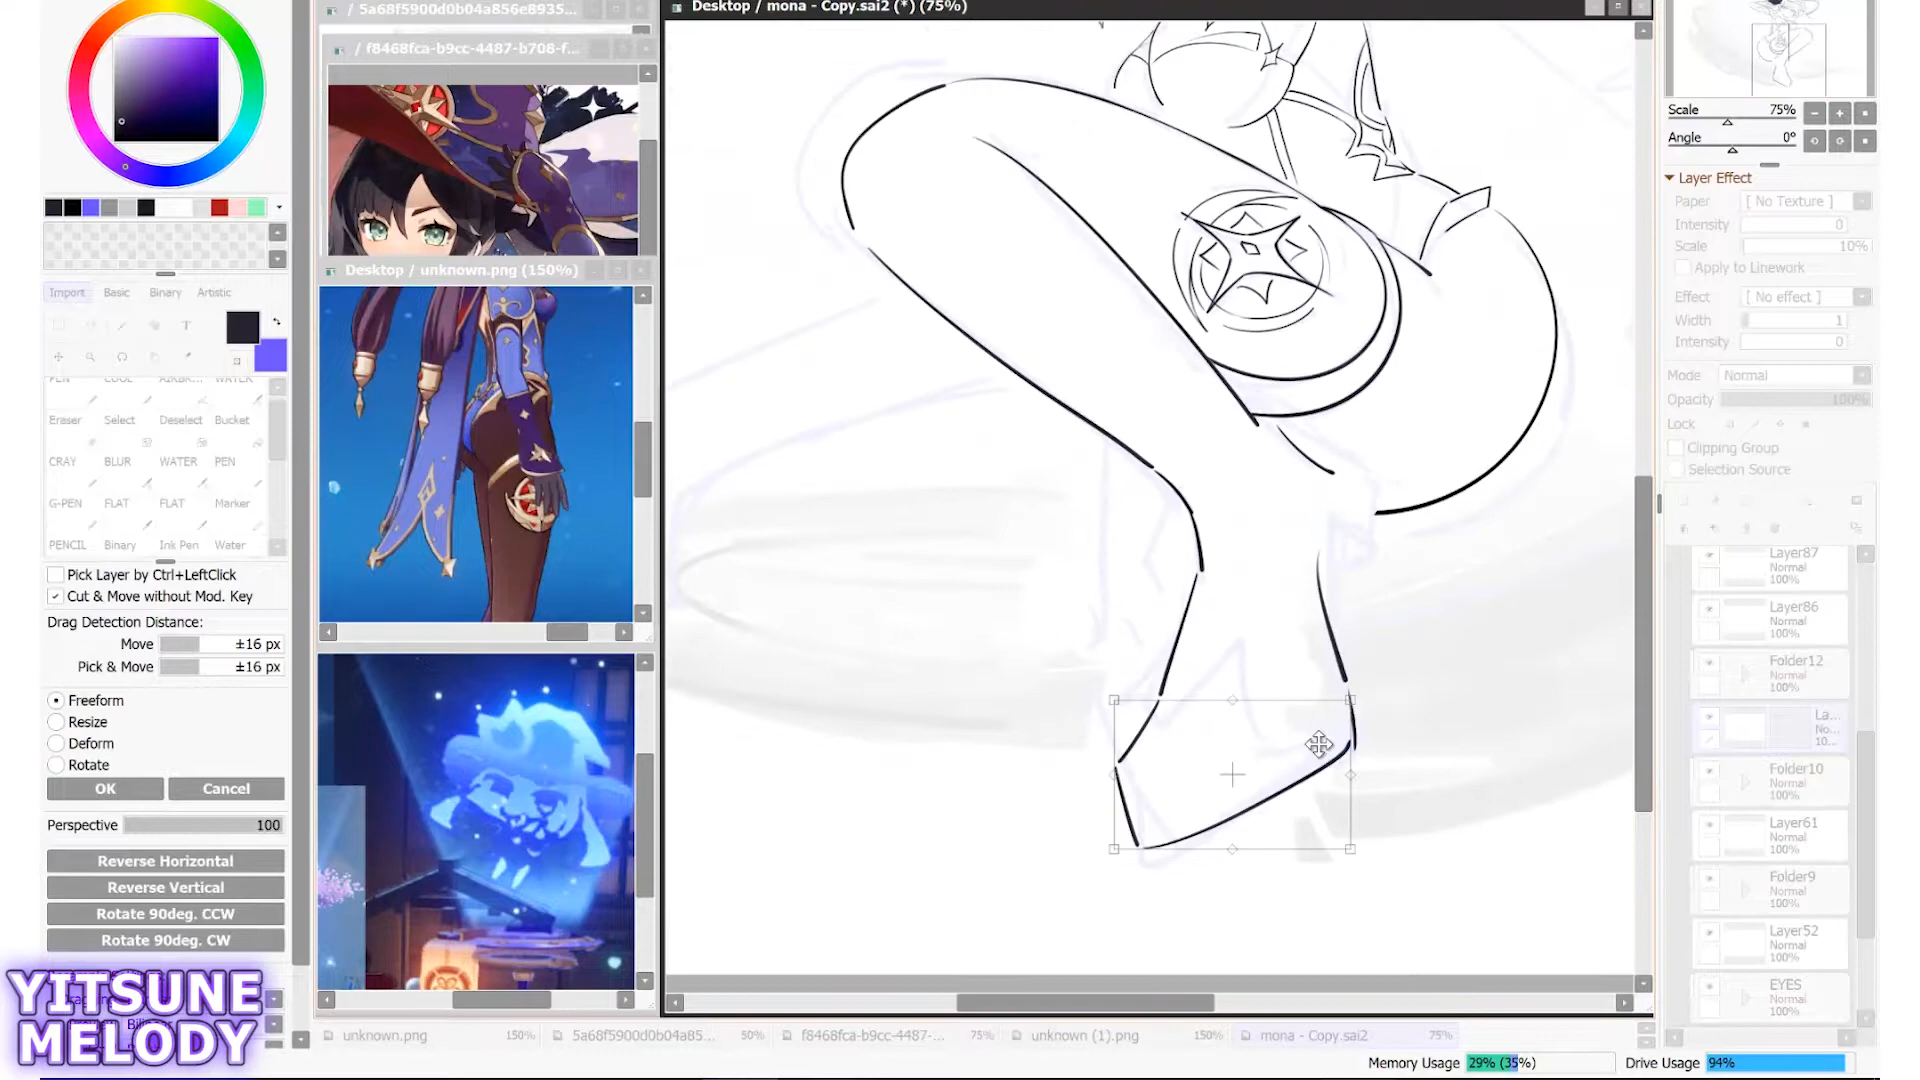 / 5a68f5900d0b04a856e8935...
/ f8468fca-b9cc-4487-b708-f...
Desktop / unknown.png (150%)
Desktop / mona - Copy.sai2 (*) (75%)
Import
Basic
Binary
Artistic
T
PEN
COOL
AIRBA...
WATER
Eraser
Select
Deselect
Bucket
CRAY
BLUR
WATER
PEN
G-PEN
FLAT
FLAT
Marker
PENCIL
Binary
Ink Pen
Water
Pick Layer by Ctrl+LeftClick
Cut & Move without Mod. Key
Drag Detection Distance:
Move ±16 px
Pick & Move ±16 px
Freeform
Resize
Deform
Rotate
OK
Cancel
Perspective 100
Reverse Horizontal
Reverse Vertical
Rotate 90deg. CCW
Rotate 90deg. CW
YITSUNE
MELODY
unknown.png 150%
5a68f5900d0b04a85... 50%
f8468fca-b9cc-4487-... 75%
unknown (1).png 150%
mona - Copy.sai2 75%
Memory Usage 29% (35%)
Drive Usage 94%
Scale 75%
Angle 0°
Layer Effect
Paper [ No Texture ]
Intensity 0
Scale 10%
Apply to Linework
Effect [ No effect ]
Width 1
Intensity 0
Mode Normal
Opacity 100%
Lock
Clipping Group
Selection Source
Layer87
Normal
100%
Layer86
Normal
100%
Folder12
Normal
100%
La...
No...
10...
Folder10
Normal
100%
Layer61
Normal
100%
Folder9
Normal
100%
Layer52
Normal
100%
EYES
Normal
100%